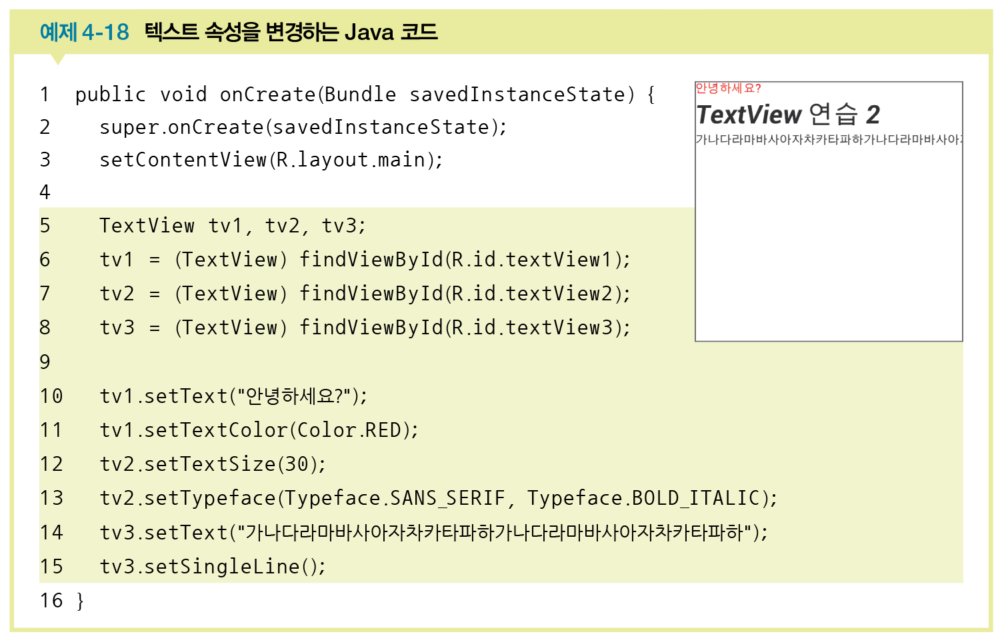 예제 4-18 텍스트 속성을 변경하는 Java 코드
1 public void onCreate(Bundle savedInstanceState) {
2 super.onCreate(savedInstanceState);
3 setContentView(R.layout.main);
4
5 TextView tv1, tv2, tv3;
6 tv1 = (TextView) findViewById(R.id.textView1);
7 tv2 = (TextView) findViewById(R.id.textView2);
8 tv3 = (TextView) findViewById(R.id.textView3);
9
10 tv1.setText("안녕하세요?");
11 tv1.setTextColor(Color.RED);
12 tv2.setTextSize(30);
13 tv2.setTypeface(Typeface.SANS_SERIF, Typeface.BOLD_ITALIC);
14 tv3.setText("가나다라마바사아자차카타파하가나다라마바사아자차카타파하");
15 tv3.setSingleLine();
16 }
안녕하세요?
TextView 연습 2
가나다라마바사아자차카타파하가나다라마바사아